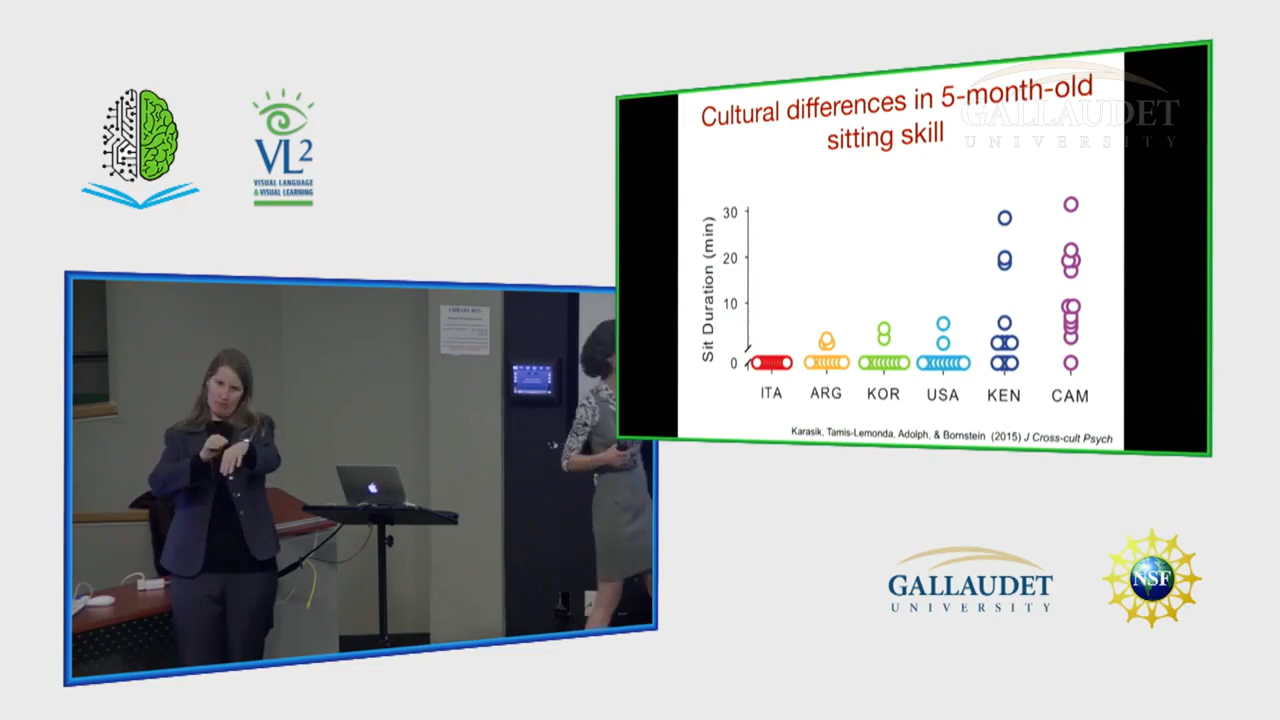 GALLAUDET
UNIVERSITY
Cultural differences in 5-month-old
sitting skill
VL2
VISUAL LANGUAGE
& VISUAL LEARNING
Sit Duration (min)
30
20
10
0
ITA ARG KOR USA KEN CAM
Karasik, Tamis-Lemonda, Adolph, & Bornstein (2015) J Cross-cult Psych
GALLAUDET
UNIVERSITY
NSF